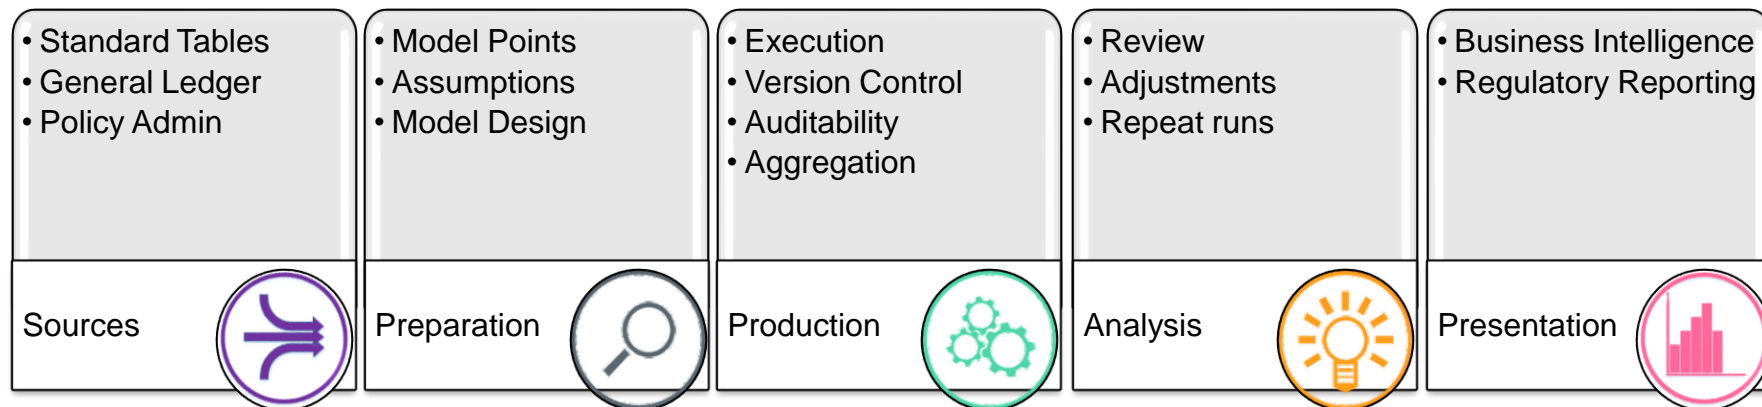 • Standard Tables
• General Ledger
• Policy Admin
Sources
• Model Points
• Assumptions
• Model Design
Preparation
• Execution
• Version Control
• Auditability
• Aggregation
Production
• Review
• Adjustments
• Repeat runs
Analysis
• Business Intelligence
• Regulatory Reporting
Presentation